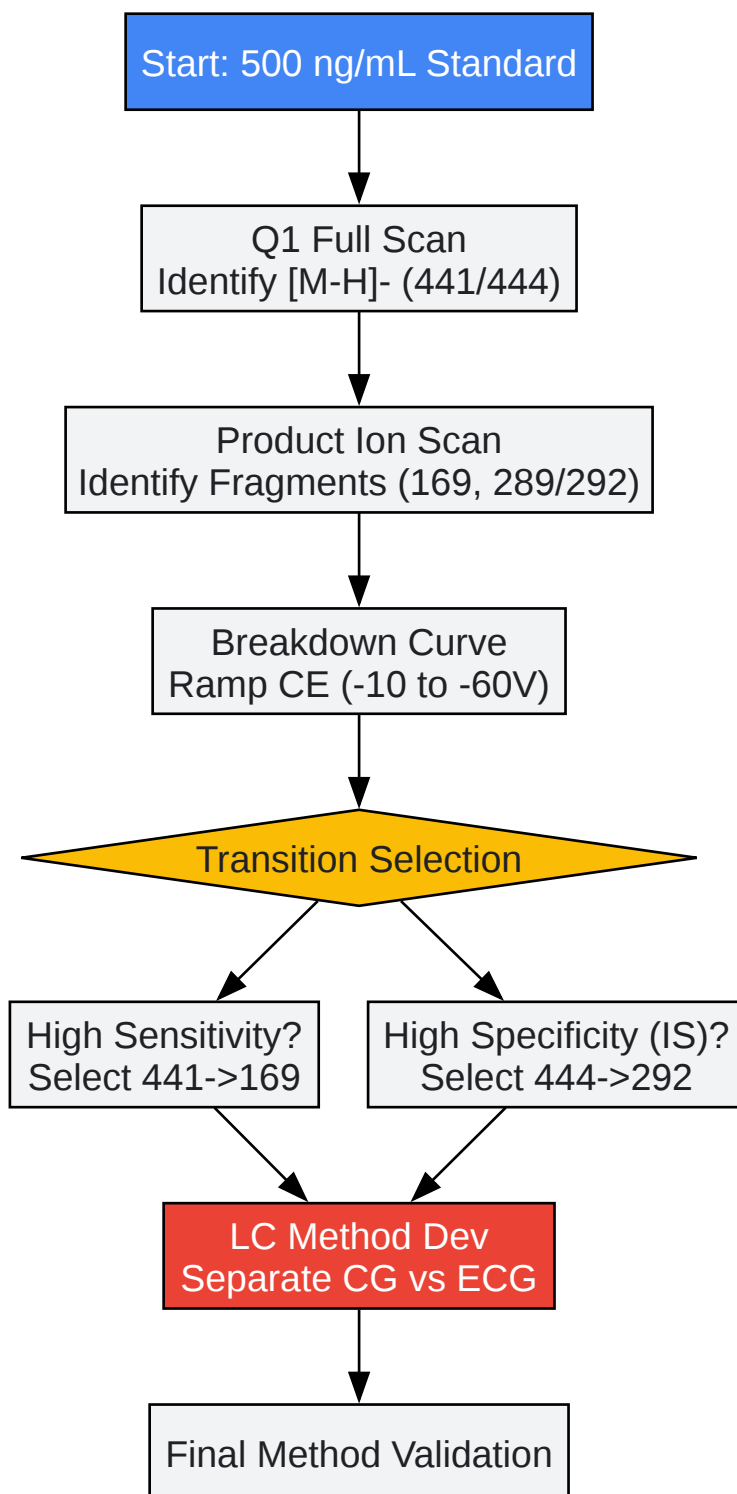 Start: 500 ng/mL Standard
Q1 Full Scan
Identify [M-H]- (441/444)
Product Ion Scan
Identify Fragments (169, 289/292)
Breakdown Curve
Ramp CE (-10 to -60V)
Transition Selection
High Sensitivity?
Select 441->169
High Specificity (IS)?
Select 444->292
LC Method Dev
Separate CG vs ECG
Final Method Validation